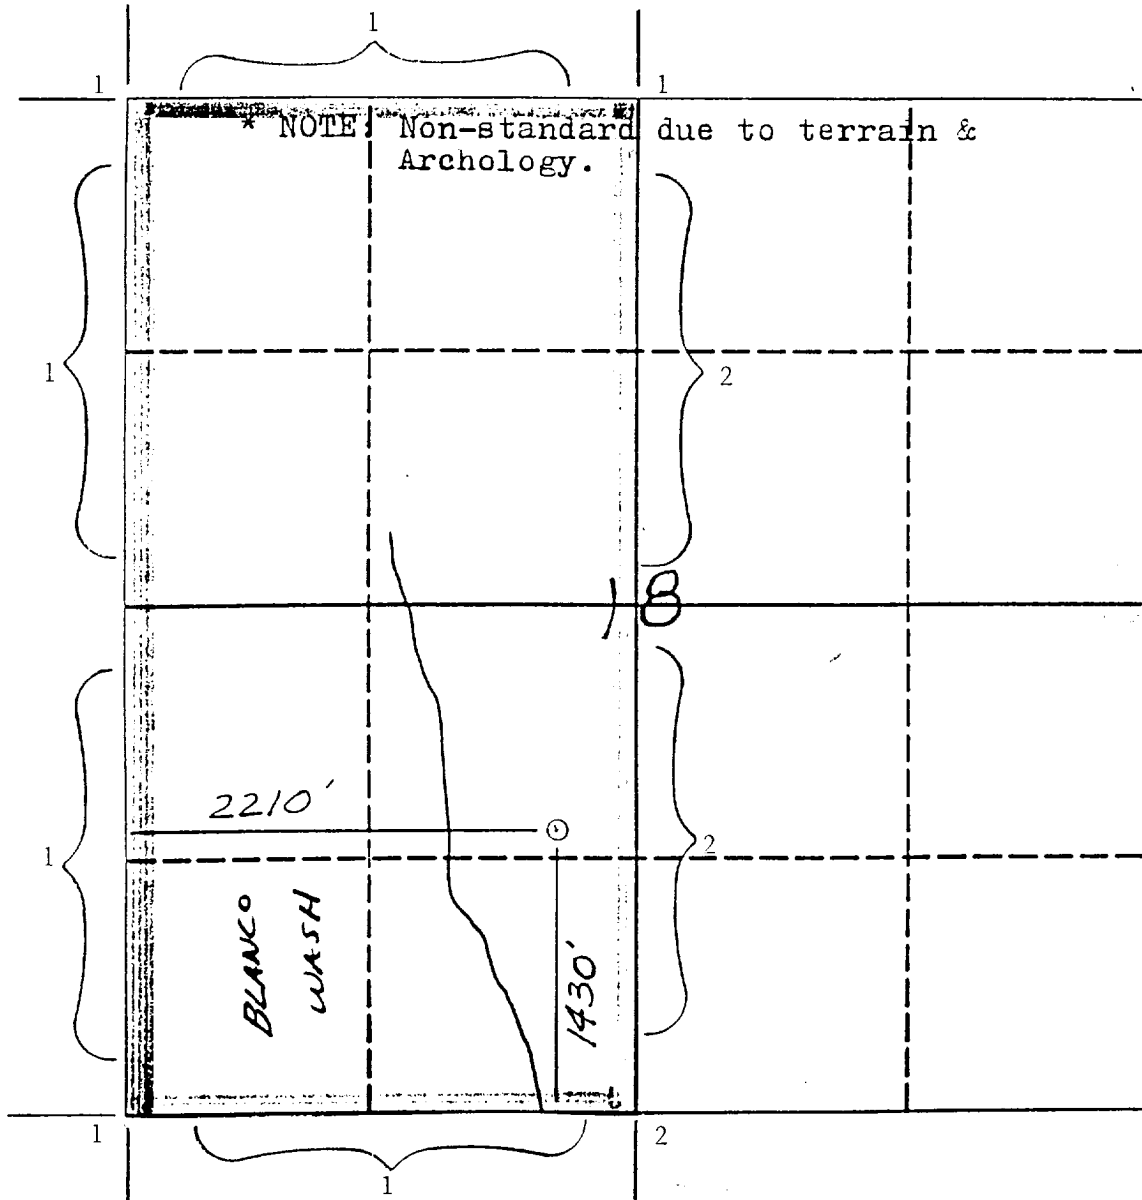 1
1 1
* NOTE: Non-standard due to terrain &
Archology.
1 2
18
2210'
1 2
BLANCO
WASH
1430'
1 2
1